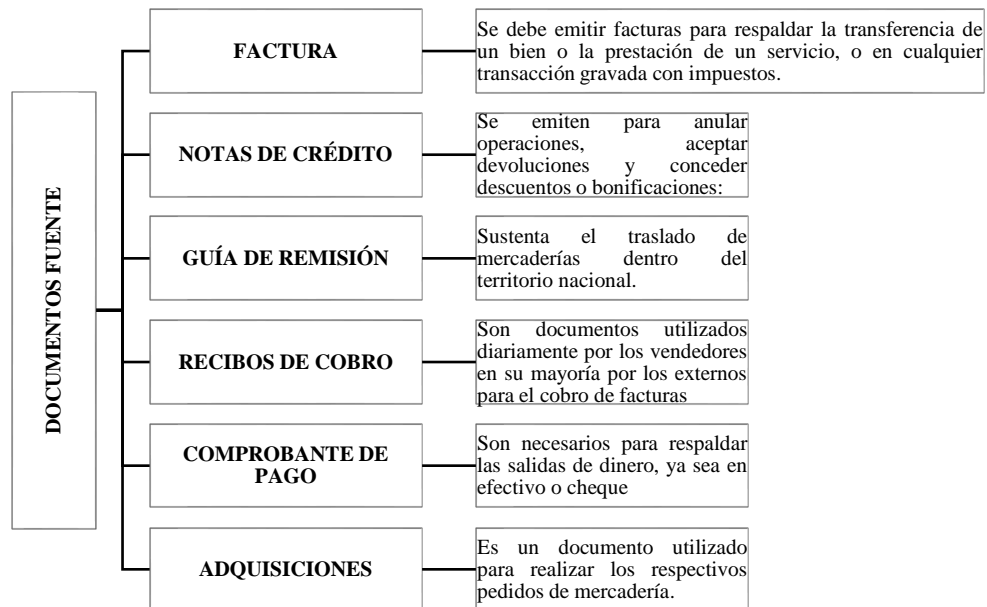 DOCUMENTOS FUENTE
FACTURA
Se debe emitir facturas para respaldar la transferencia de
un bien o la prestación de un servicio, o en cualquier
transacción gravada con impuestos.
NOTAS DE CRÉDITO
Se emiten para anular
operaciones, aceptar
devoluciones y conceder
descuentos o bonificaciones:
GUÍA DE REMISIÓN
Sustenta el traslado de
mercaderías dentro del
territorio nacional.
RECIBOS DE COBRO
Son documentos utilizados
diariamente por los vendedores
en su mayoría por los externos
para el cobro de facturas
COMPROBANTE DE
PAGO
Son necesarios para respaldar
las salidas de dinero, ya sea en
efectivo o cheque
ADQUISICIONES
Es un documento utilizado
para realizar los respectivos
pedidos de mercadería.